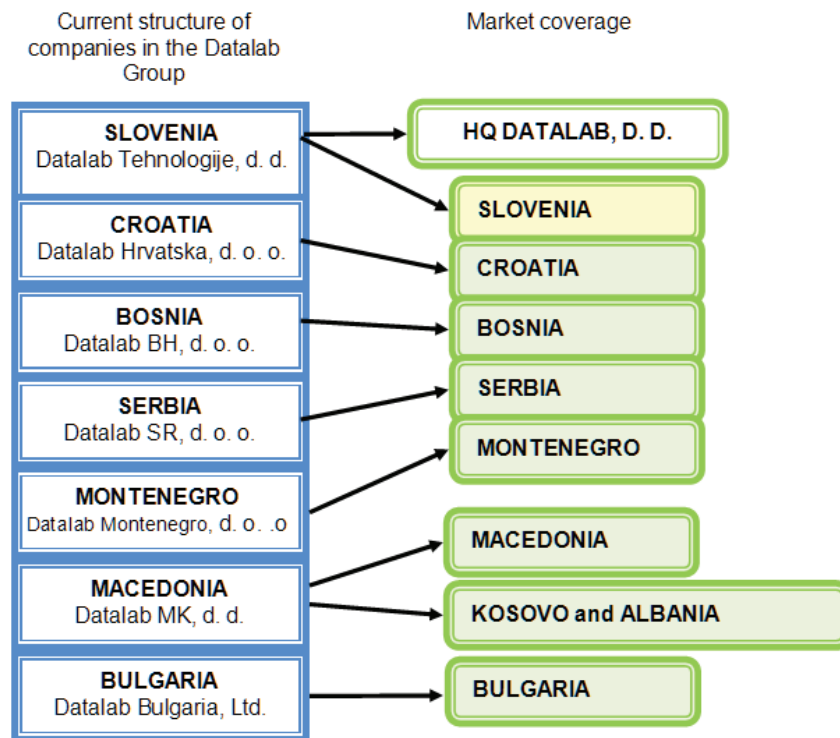 Current structure of
companies in the Datalab
Group
Market coverage
SLOVENIA
Datalab Tehnologije, d. d.
CROATIA
Datalab Hrvatska, d. o. o.
BOSNIA
Datalab BH, d. o. o.
SERBIA
Datalab SR, d. o. o.
MONTENEGRO
Datalab Montenegro, d. o. .o
MACEDONIA
Datalab MK, d. d.
BULGARIA
Datalab Bulgaria, Ltd.
HQ DATALAB, D. D.
SLOVENIA
CROATIA
BOSNIA
SERBIA
MONTENEGRO
MACEDONIA
KOSOVO and ALBANIA
BULGARIA